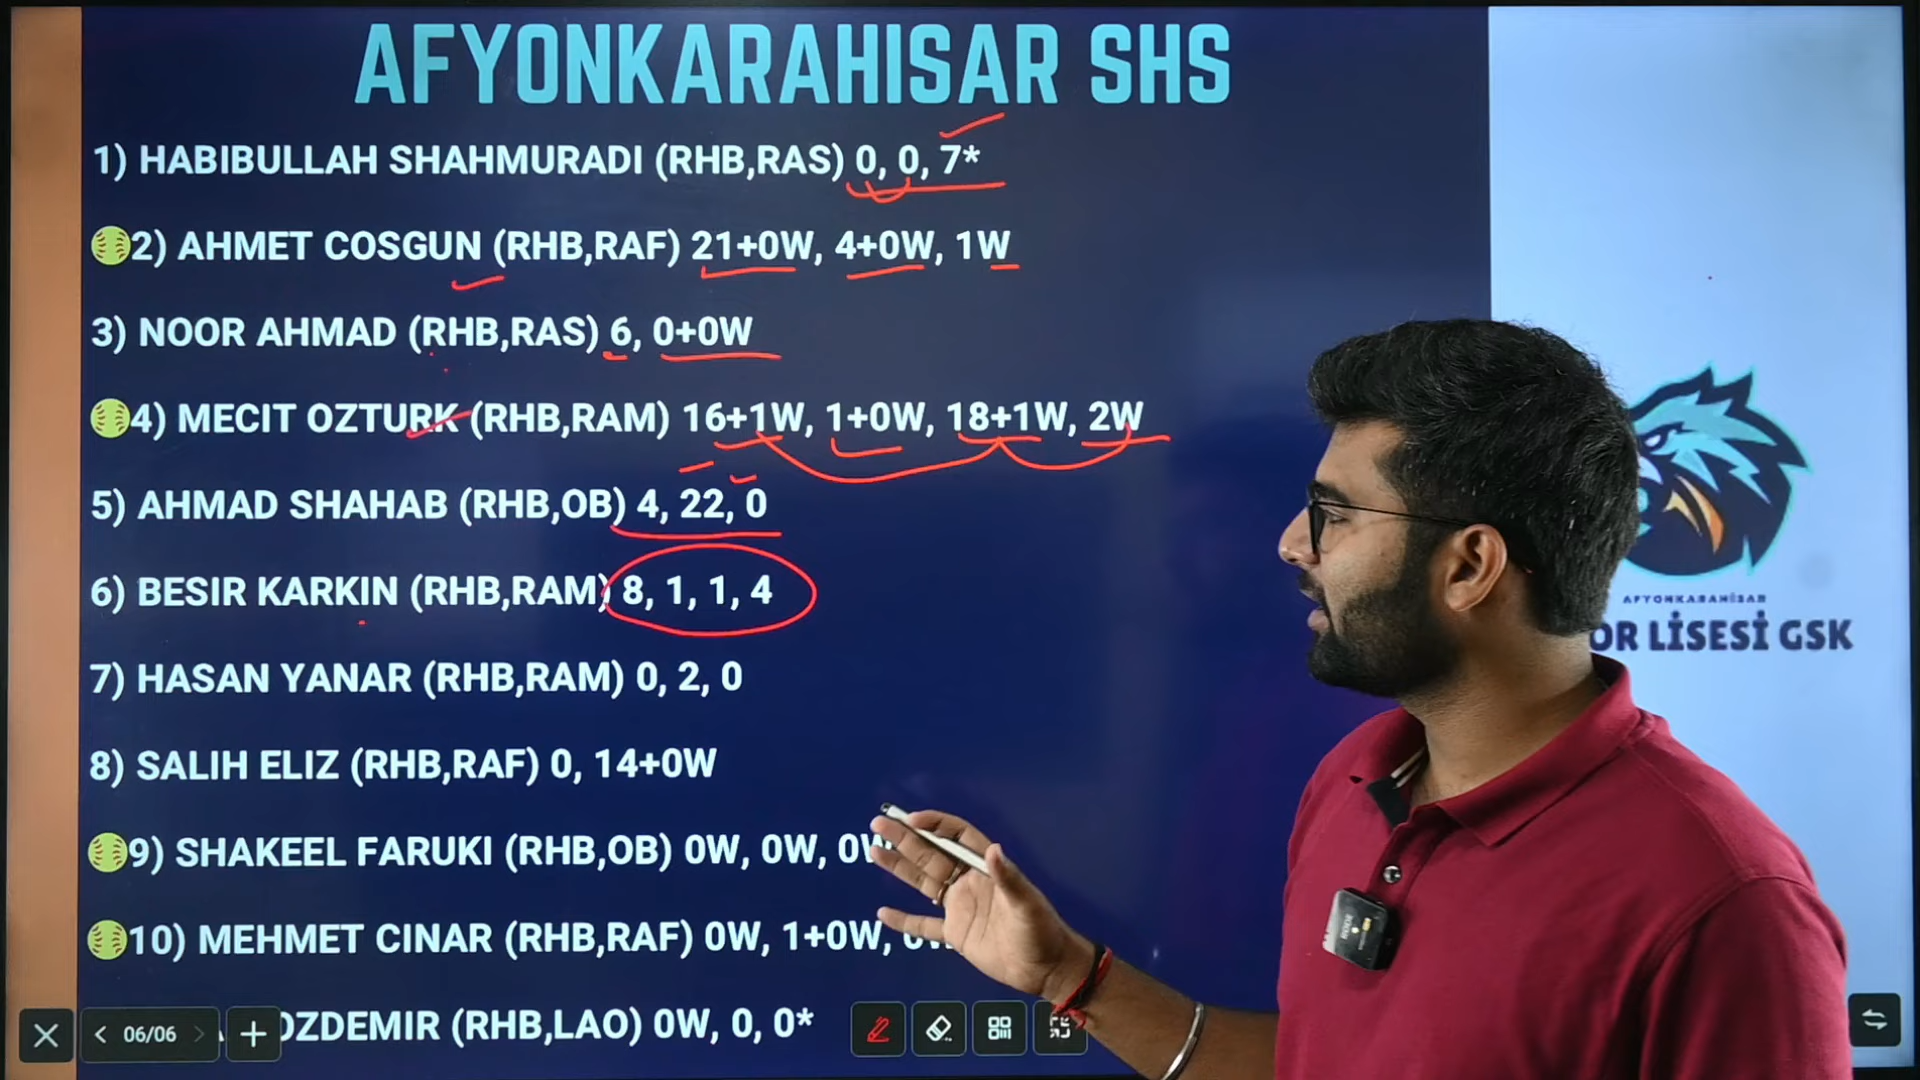 AFYONKARAHISAR SHS
1) HABIBULLAH SHAHMURADI (RHB,RAS) 0, 0, 7*
2) AHMET COSGUN (RHB,RAF) 21+0W, 4+0W, 1W
3) NOOR AHMAD (RHB,RAS) 6, 0+0W
4) MECIT OZTURK (RHB,RAM) 16+1W, 1+0W, 18+1W, 2W
5) AHMAD SHAHAB (RHB,OB) 4, 22, 0
6) BESIR KARKIN (RHB,RAM) 8, 1, 1, 4
7) HASAN YANAR (RHB,RAM) 0, 2, 0
8) SALIH ELIZ (RHB,RAF) 0, 14+0W
9) SHAKEEL FARUKI (RHB,OB) 0W, 0W, 0W
10) MEHMET CINAR (RHB,RAF) 0W, 1+0W,
OZDEMIR (RHB,LAO) 0W, 0, 0*
06/06
AFYONKARAHİSAR
LİSESİ GSK